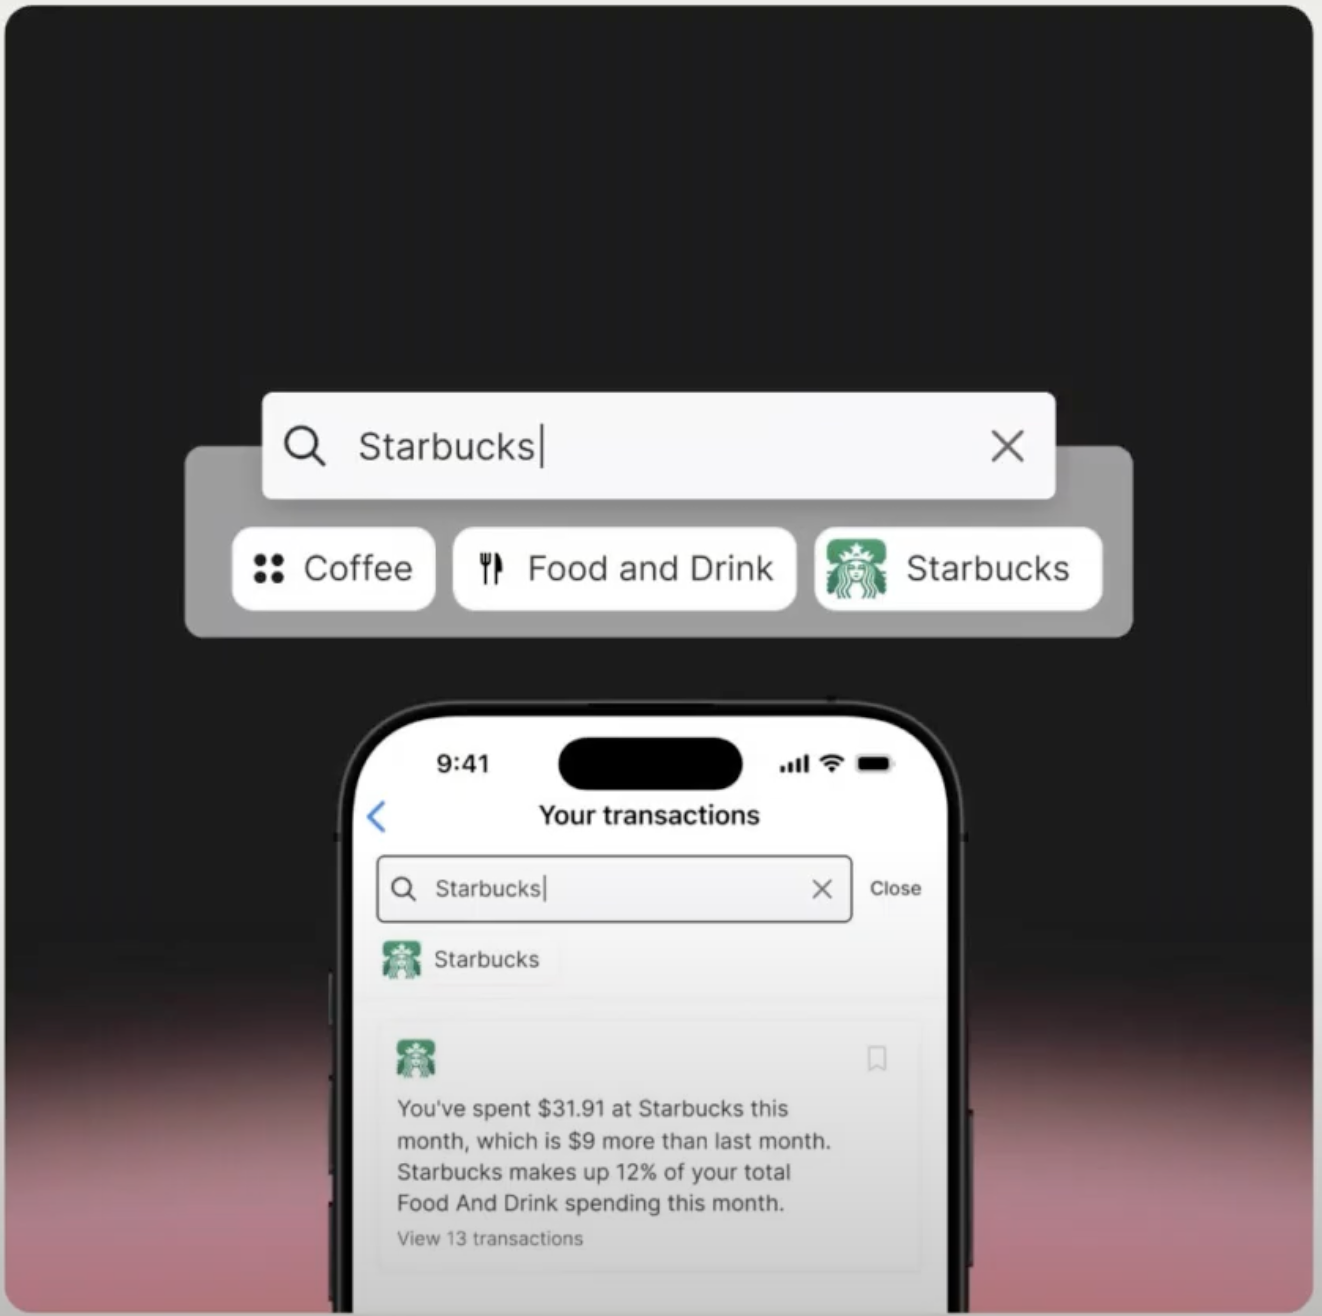 Starbucks
Coffee
Food and Drink
Starbucks
9:41
Your transactions
Starbucks
Close
Starbucks
You've spent $31.91 at Starbucks this
month, which is $9 more than last month.
Starbucks makes up 12% of your total
Food And Drink spending this month.
View 13 transactions